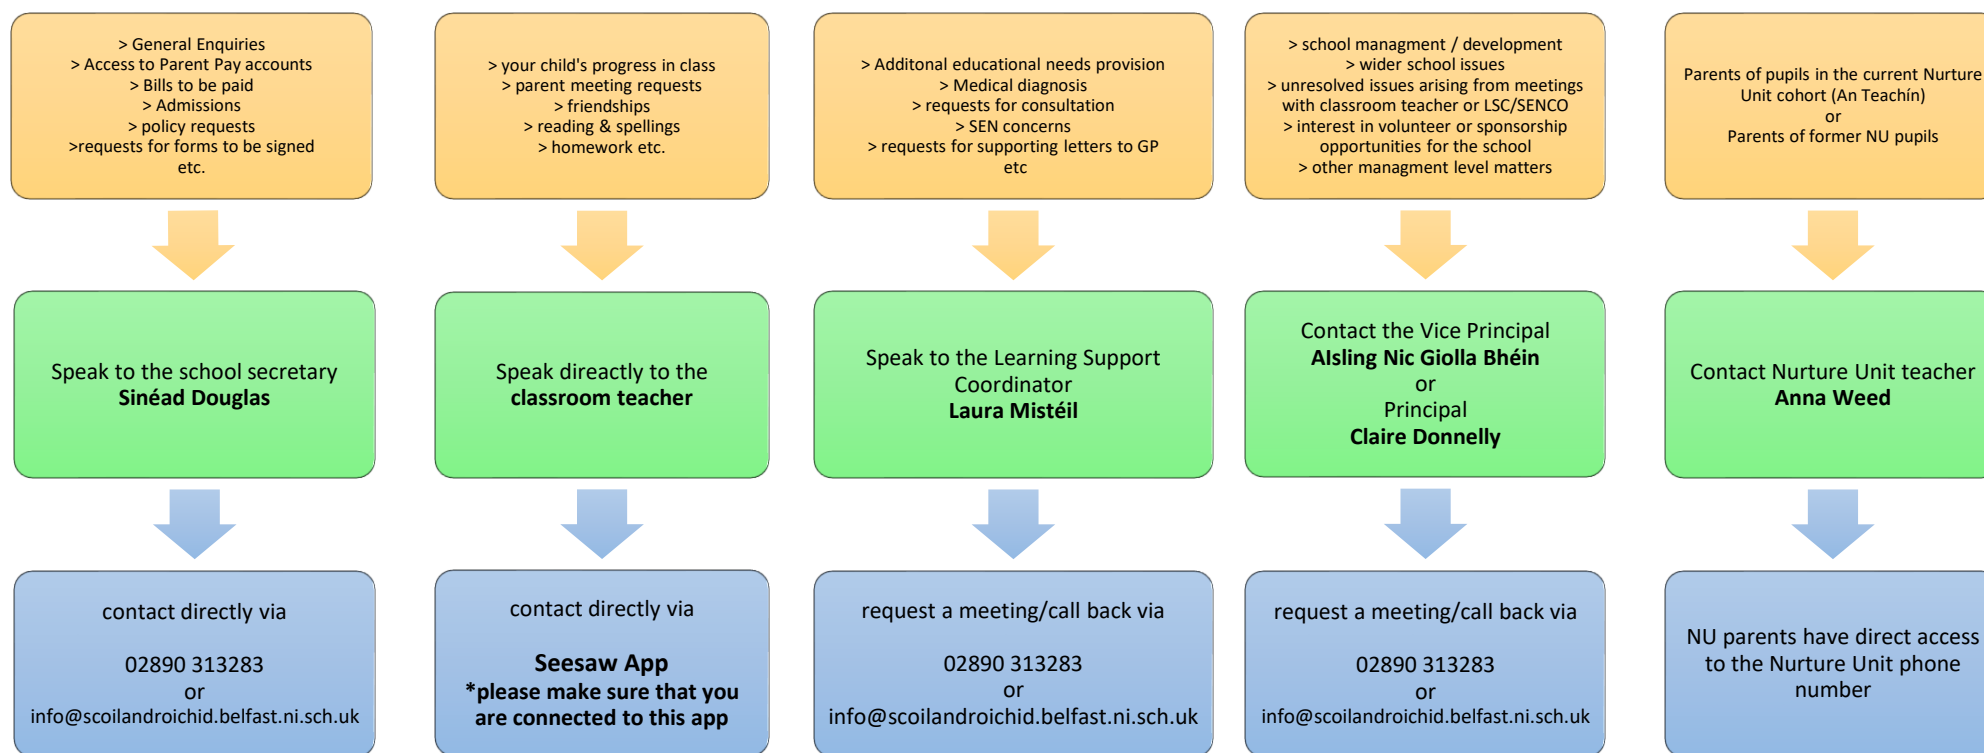 > General Enquiries
> Access to Parent Pay accounts
> Bills to be paid
> Admissions
> policy requests
>requests for forms to be signed
etc.
> your child's progress in class
> parent meeting requests
> friendships
> reading & spellings
> homework etc.
> Additonal educational needs provision
> Medical diagnosis
> requests for consultation
> SEN concerns
> requests for supporting letters to GP
etc
> school managment / development
> wider school issues
> unresolved issues arising from meetings
with classroom teacher or LSC/SENCO
> interest in volunteer or sponsorship
opportunities for the school
> other managment level matters
Parents of pupils in the current Nurture
Unit cohort (An Teachín)
or
Parents of former NU pupils
Speak to the school secretary
Sinéad Douglas
Speak direactly to the
classroom teacher
Speak to the Learning Support
Coordinator
Laura Mistéil
Contact the Vice Principal
AIsling Nic Giolla Bhéin
or
Principal
Claire Donnelly
Contact Nurture Unit teacher
Anna Weed
contact directly via
02890 313283
or
info@scoilandroichid.belfast.ni.sch.uk
contact directly via
Seesaw App
*please make sure that you
are connected to this app
request a meeting/call back via
02890 313283
or
info@scoilandroichid.belfast.ni.sch.uk
request a meeting/call back via
02890 313283
or
info@scoilandroichid.belfast.ni.sch.uk
NU parents have direct access
to the Nurture Unit phone
number